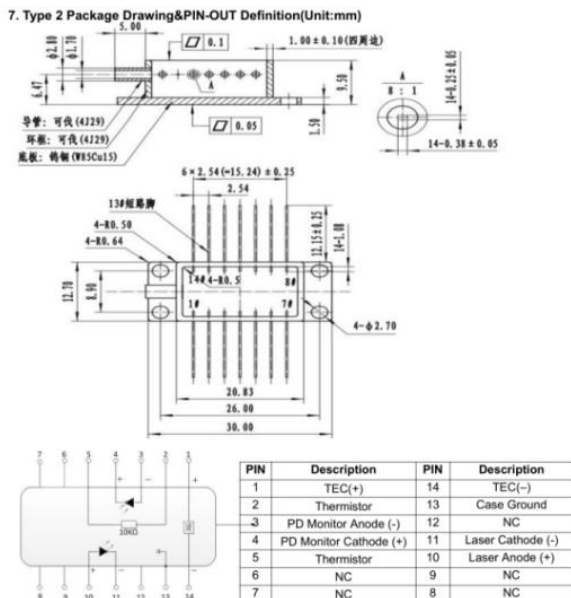 7. Type 2 Package Drawing&PIN-OUT Definition(Unit:mm)
5.00
φ2.80
φ1.70
0.1
1.00±0.10(四周边)
6.47
A
9.50
1.50
A
8 : 1
14-0.25±0.05
14-0.38±0.05
导管: 可伐(4J29)
环框: 可伐(4J29)
底板: 钨铜(W85Cu15)
0.05
6×2.54(=15.24)±0.25
2.54
13#短路脚
4-R0.50
4-R0.64
12.15±0.25
14-1.00
12.70
8.90
14#
4-R0.5
8#
1#
7#
4-φ2.70
20.83
26.00
30.00
7 6 5 4 3 2 1
+ − +
10KΩ
+ − −
8 9 10 11 12 13 14
PIN Description PIN Description
1 TEC(+) 14 TEC(−)
2 Thermistor 13 Case Ground
3 PD Monitor Anode (-) 12 NC
4 PD Monitor Cathode (+) 11 Laser Cathode (-)
5 Thermistor 10 Laser Anode (+)
6 NC 9 NC
7 NC 8 NC